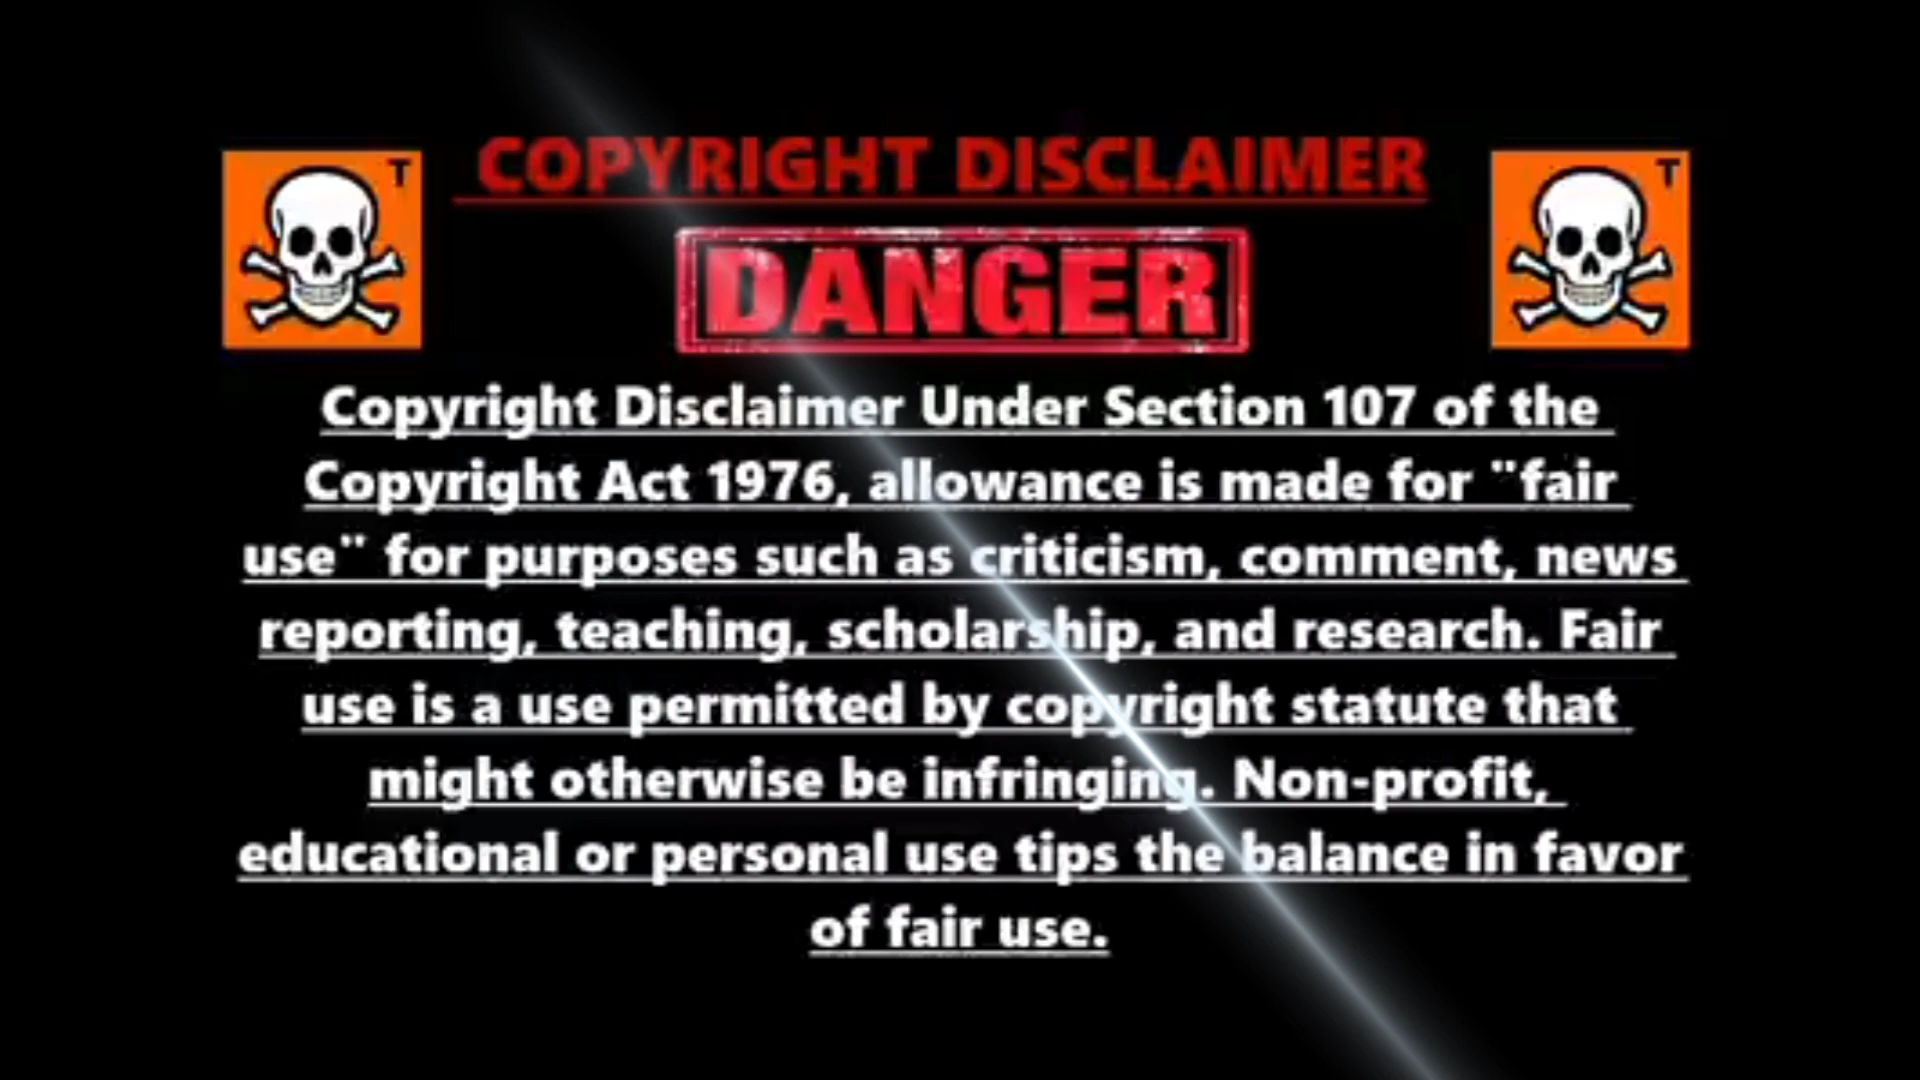 COPYRIGHT DISCLAIMER
T
T
DANGER
Copyright Disclaimer Under Section 107 of the
Copyright Act 1976, allowance is made for "fair
use" for purposes such as criticism, comment, news
reporting, teaching, scholarship, and research. Fair
use is a use permitted by copyright statute that
might otherwise be infringing. Non-profit,
educational or personal use tips the balance in favor
of fair use.